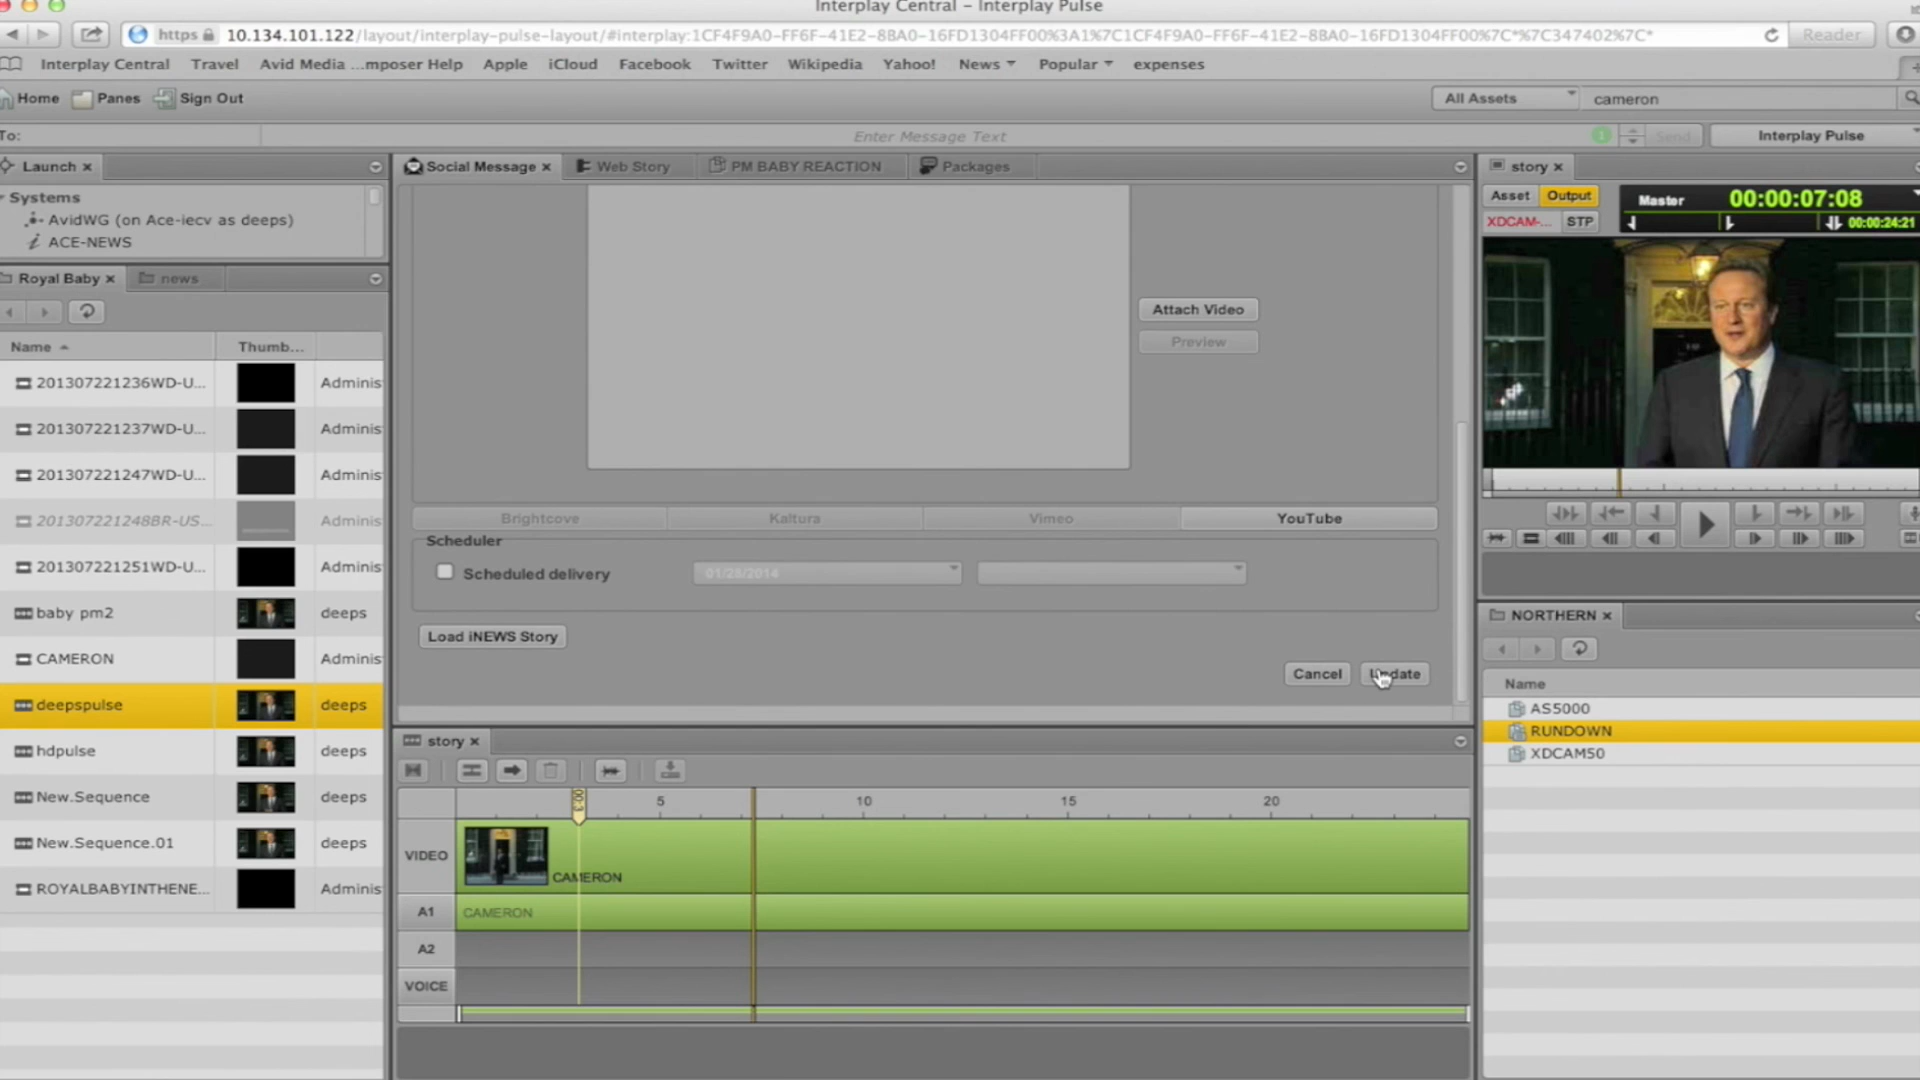 Interplay Central – Interplay Pulse
https 10.134.101.122/layout/interplay-pulse-layout/#interplay:1CF4F9A0-FF6F-41E2-8BA0-16FD1304FF00%3A1%7C1CF4F9A0-FF6F-41E2-8BA0-16FD1304FF00%7C*%7C347402%7C* Reader
Interplay Central Travel Avid Media ...mposer Help Apple iCloud Facebook Twitter Wikipedia Yahoo! News Popular expenses
Home Panes Sign Out All Assets cameron
To: Enter Message Text 1 Send Interplay Pulse
Launch
Systems
AvidWG (on Ace-iecv as deeps)
ACE-NEWS
Royal Baby news
Name Thumb...
201307221236WD-U... Adminis
201307221237WD-U... Adminis
201307221247WD-U... Adminis
201307221248BR-US... Adminis
201307221251WD-U... Adminis
baby pm2 deeps
CAMERON Adminis
deepspulse deeps
hdpulse deeps
New.Sequence deeps
New.Sequence.01 deeps
ROYALBABYINTHENE... Adminis
Social Message Web Story PM BABY REACTION Packages
Attach Video
Preview
Brightcove Kaltura Vimeo YouTube
Scheduler
Scheduled delivery 01/28/2014
Load iNEWS Story
Cancel Update
story
00:3 5 10 15 20
VIDEO CAMERON
A1 CAMERON
A2
VOICE
story
Asset Output Master 00:00:07:08
XDCAM-... STP 00:00:24:21
NORTHERN
Name
AS5000
RUNDOWN
XDCAM50